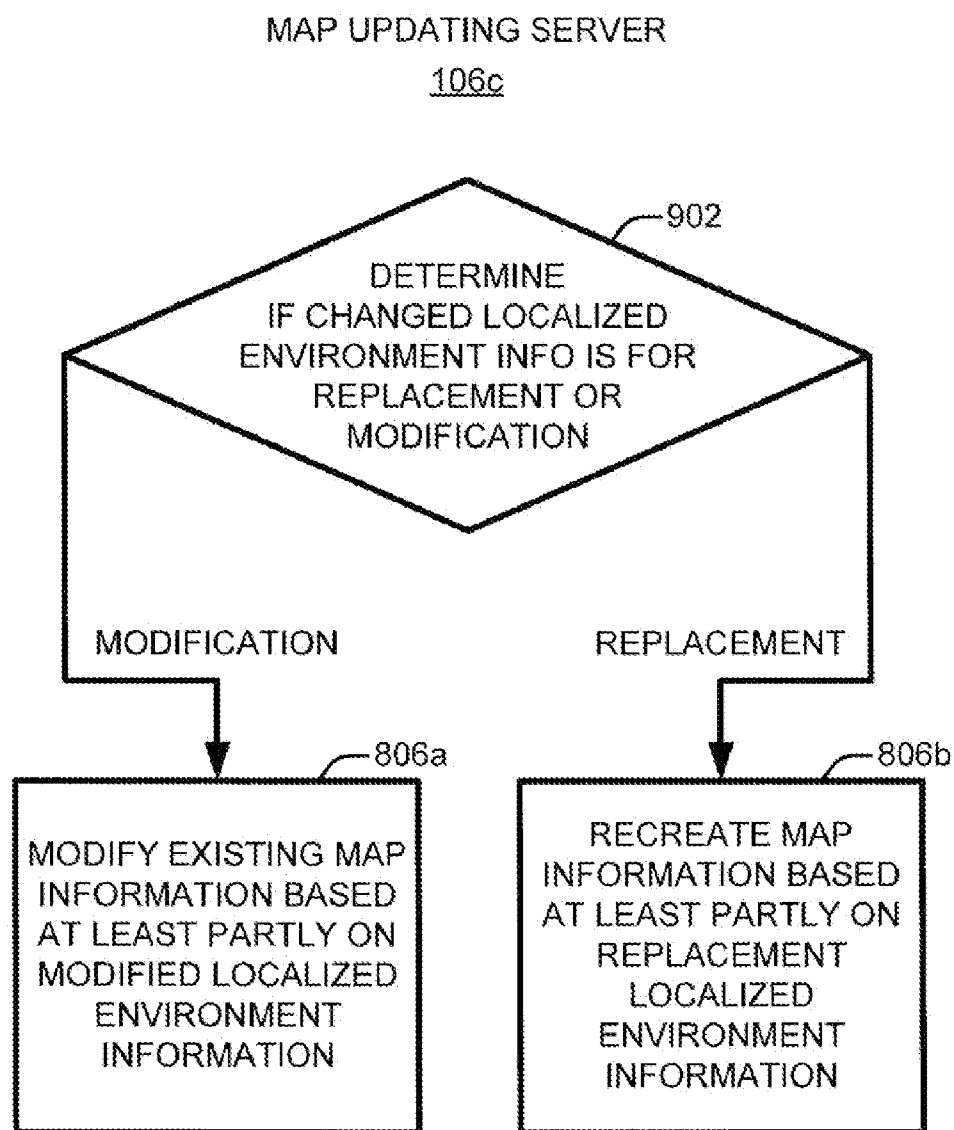 MAP UPDATING SERVER
106c
902
DETERMINE
IF CHANGED LOCALIZED
ENVIRONMENT INFO IS FOR
REPLACEMENT OR
MODIFICATION
MODIFICATION
REPLACEMENT
806a
MODIFY EXISTING MAP
INFORMATION BASED
AT LEAST PARTLY ON
MODIFIED LOCALIZED
ENVIRONMENT
INFORMATION
806b
RECREATE MAP
INFORMATION BASED
AT LEAST PARTLY ON
REPLACEMENT
LOCALIZED
ENVIRONMENT
INFORMATION